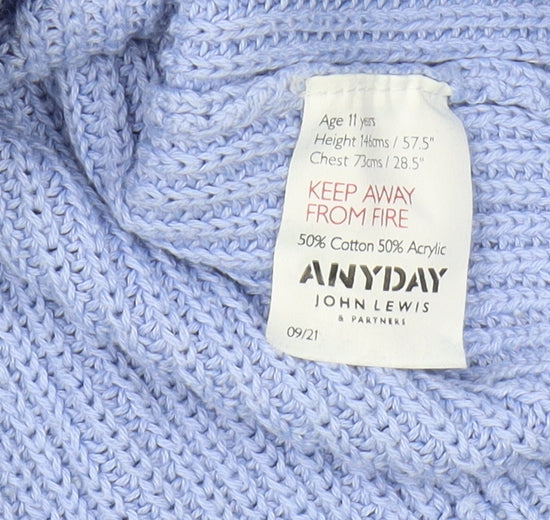 Age 11 yrs
Height 146cms / 57.5"
Chest 73cms / 28.5"
KEEP AWAY
FROM FIRE
50% Cotton 50% Acrylic
ANYDAY
JOHN LEWIS
& PARTNERS
09/21